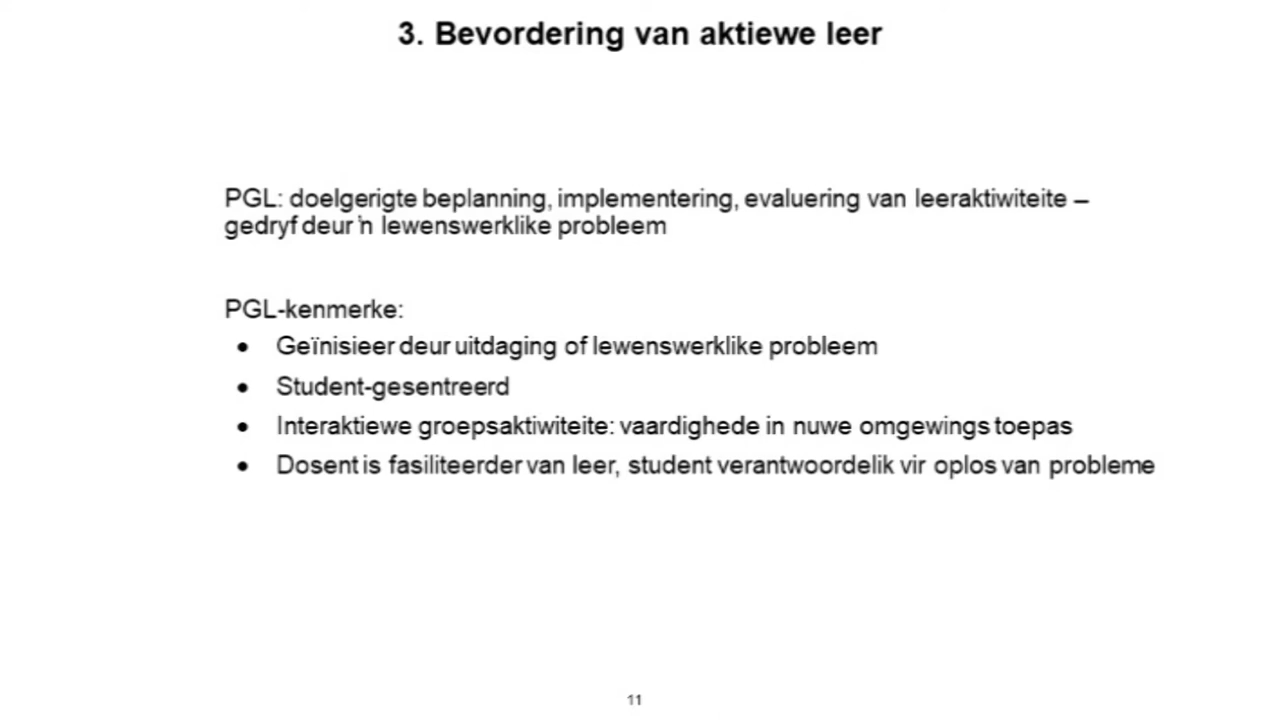 3. Bevordering van aktiewe leer
PGL: doelgerigte beplanning, implementering, evaluering van leeraktiwiteite –
gedryf deur 'n lewenswerklike probleem
PGL-kenmerke:
• Geïnisieer deur uitdaging of lewenswerklike probleem
• Student-gesentreerd
• Interaktiewe groepsaktiwiteite: vaardighede in nuwe omgewings toepas
• Dosent is fasiliteerder van leer, student verantwoordelik vir oplos van probleme
11